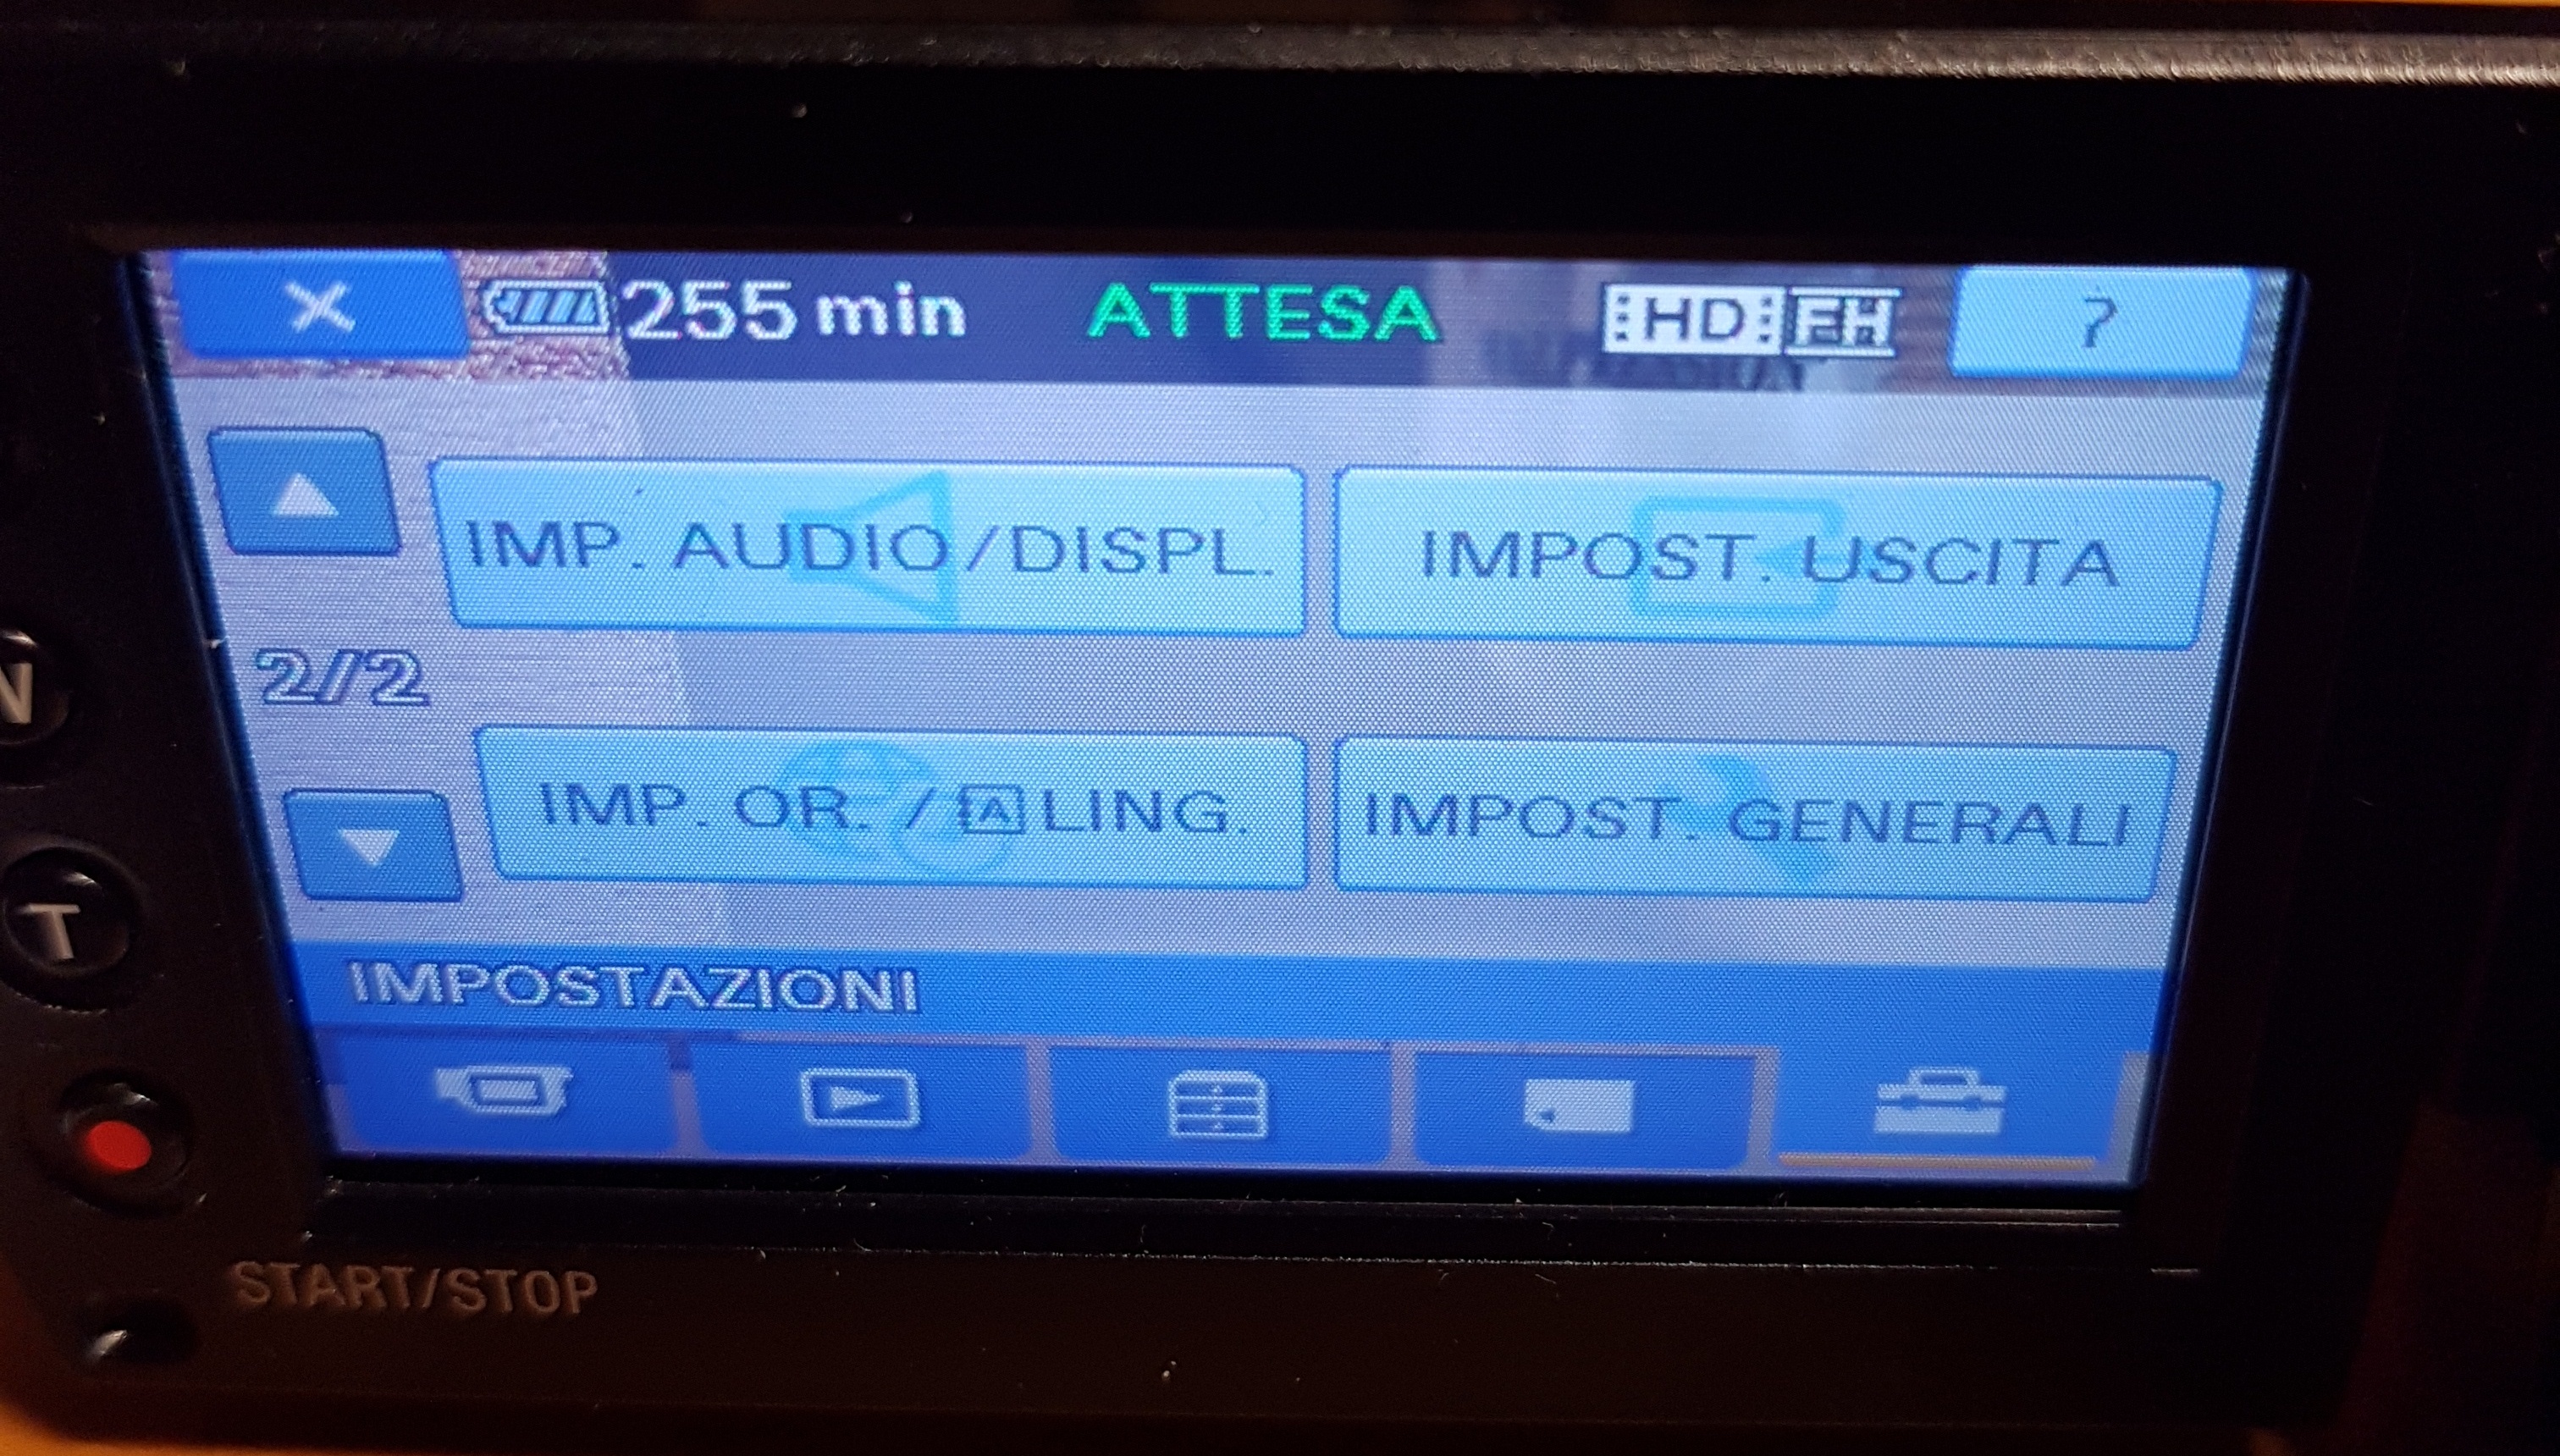 255 min ATTESA HD FH ?
IMP. AUDIO/DISPL. IMPOST. USCITA
2/2
IMP. OR. / A LING. IMPOST. GENERALI
IMPOSTAZIONI
N
T
START/STOP